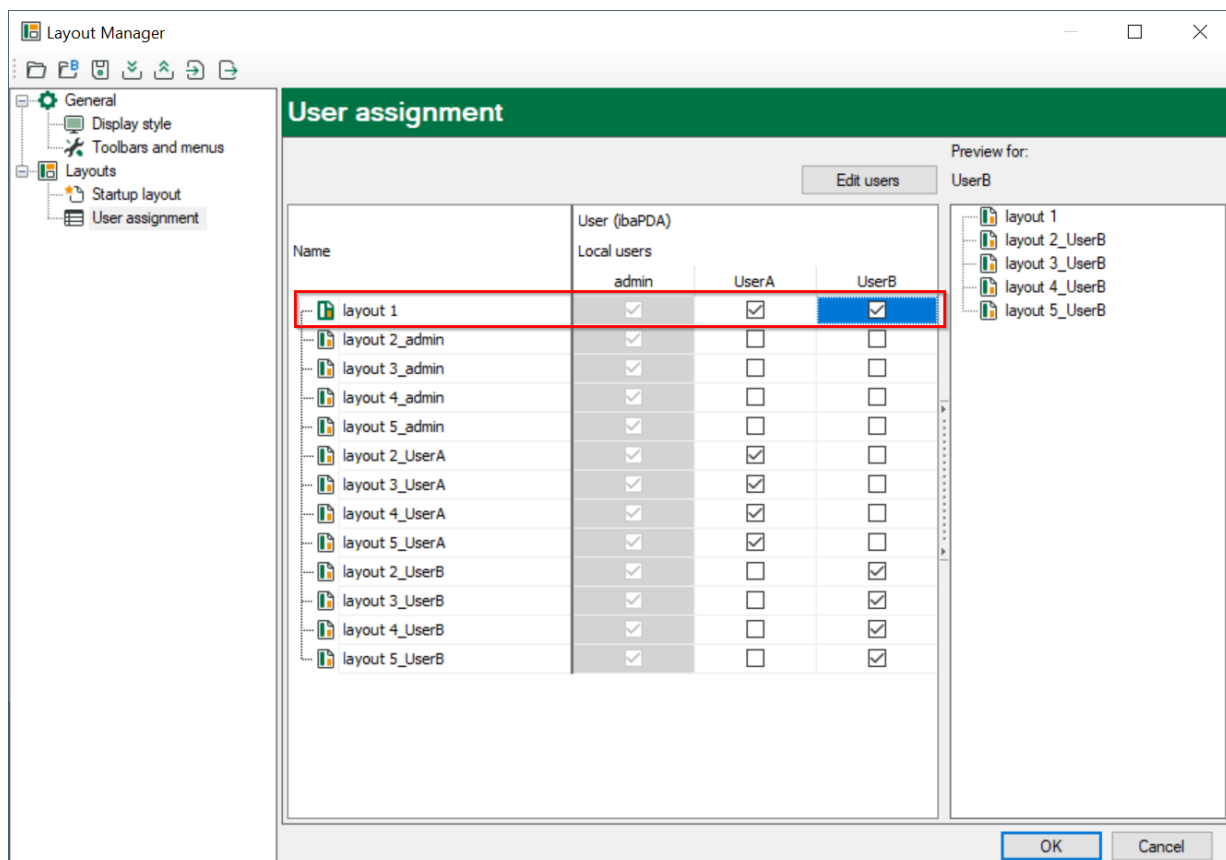 Layout Manager
General
Display style
Toolbars and menus
Layouts
Startup layout
User assignment
User assignment
Edit users
Preview for:
UserB
Name
User (ibaPDA)
Local users
admin UserA UserB
layout 1
layout 2_admin
layout 3_admin
layout 4_admin
layout 5_admin
layout 2_UserA
layout 3_UserA
layout 4_UserA
layout 5_UserA
layout 2_UserB
layout 3_UserB
layout 4_UserB
layout 5_UserB
layout 1
layout 2_UserB
layout 3_UserB
layout 4_UserB
layout 5_UserB
OK Cancel